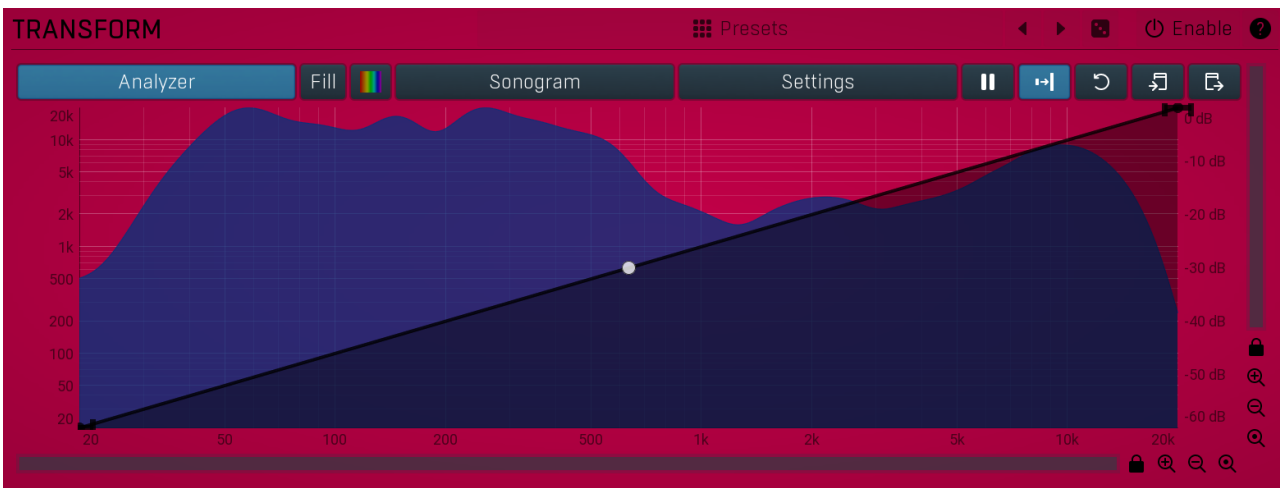 TRANSFORM Presets Enable ?
Analyzer Fill Sonogram Settings
20k 0 dB
10k -10 dB
5k
2k -20 dB
1k -30 dB
500
200 -40 dB
100 -50 dB
50
20 -60 dB
20 50 100 200 500 1k 2k 5k 10k 20k